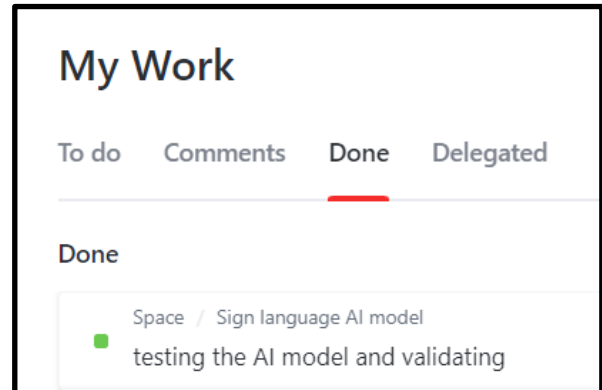 My Work
To do Comments Done Delegated
Done
Space / Sign language AI model
testing the AI model and validating